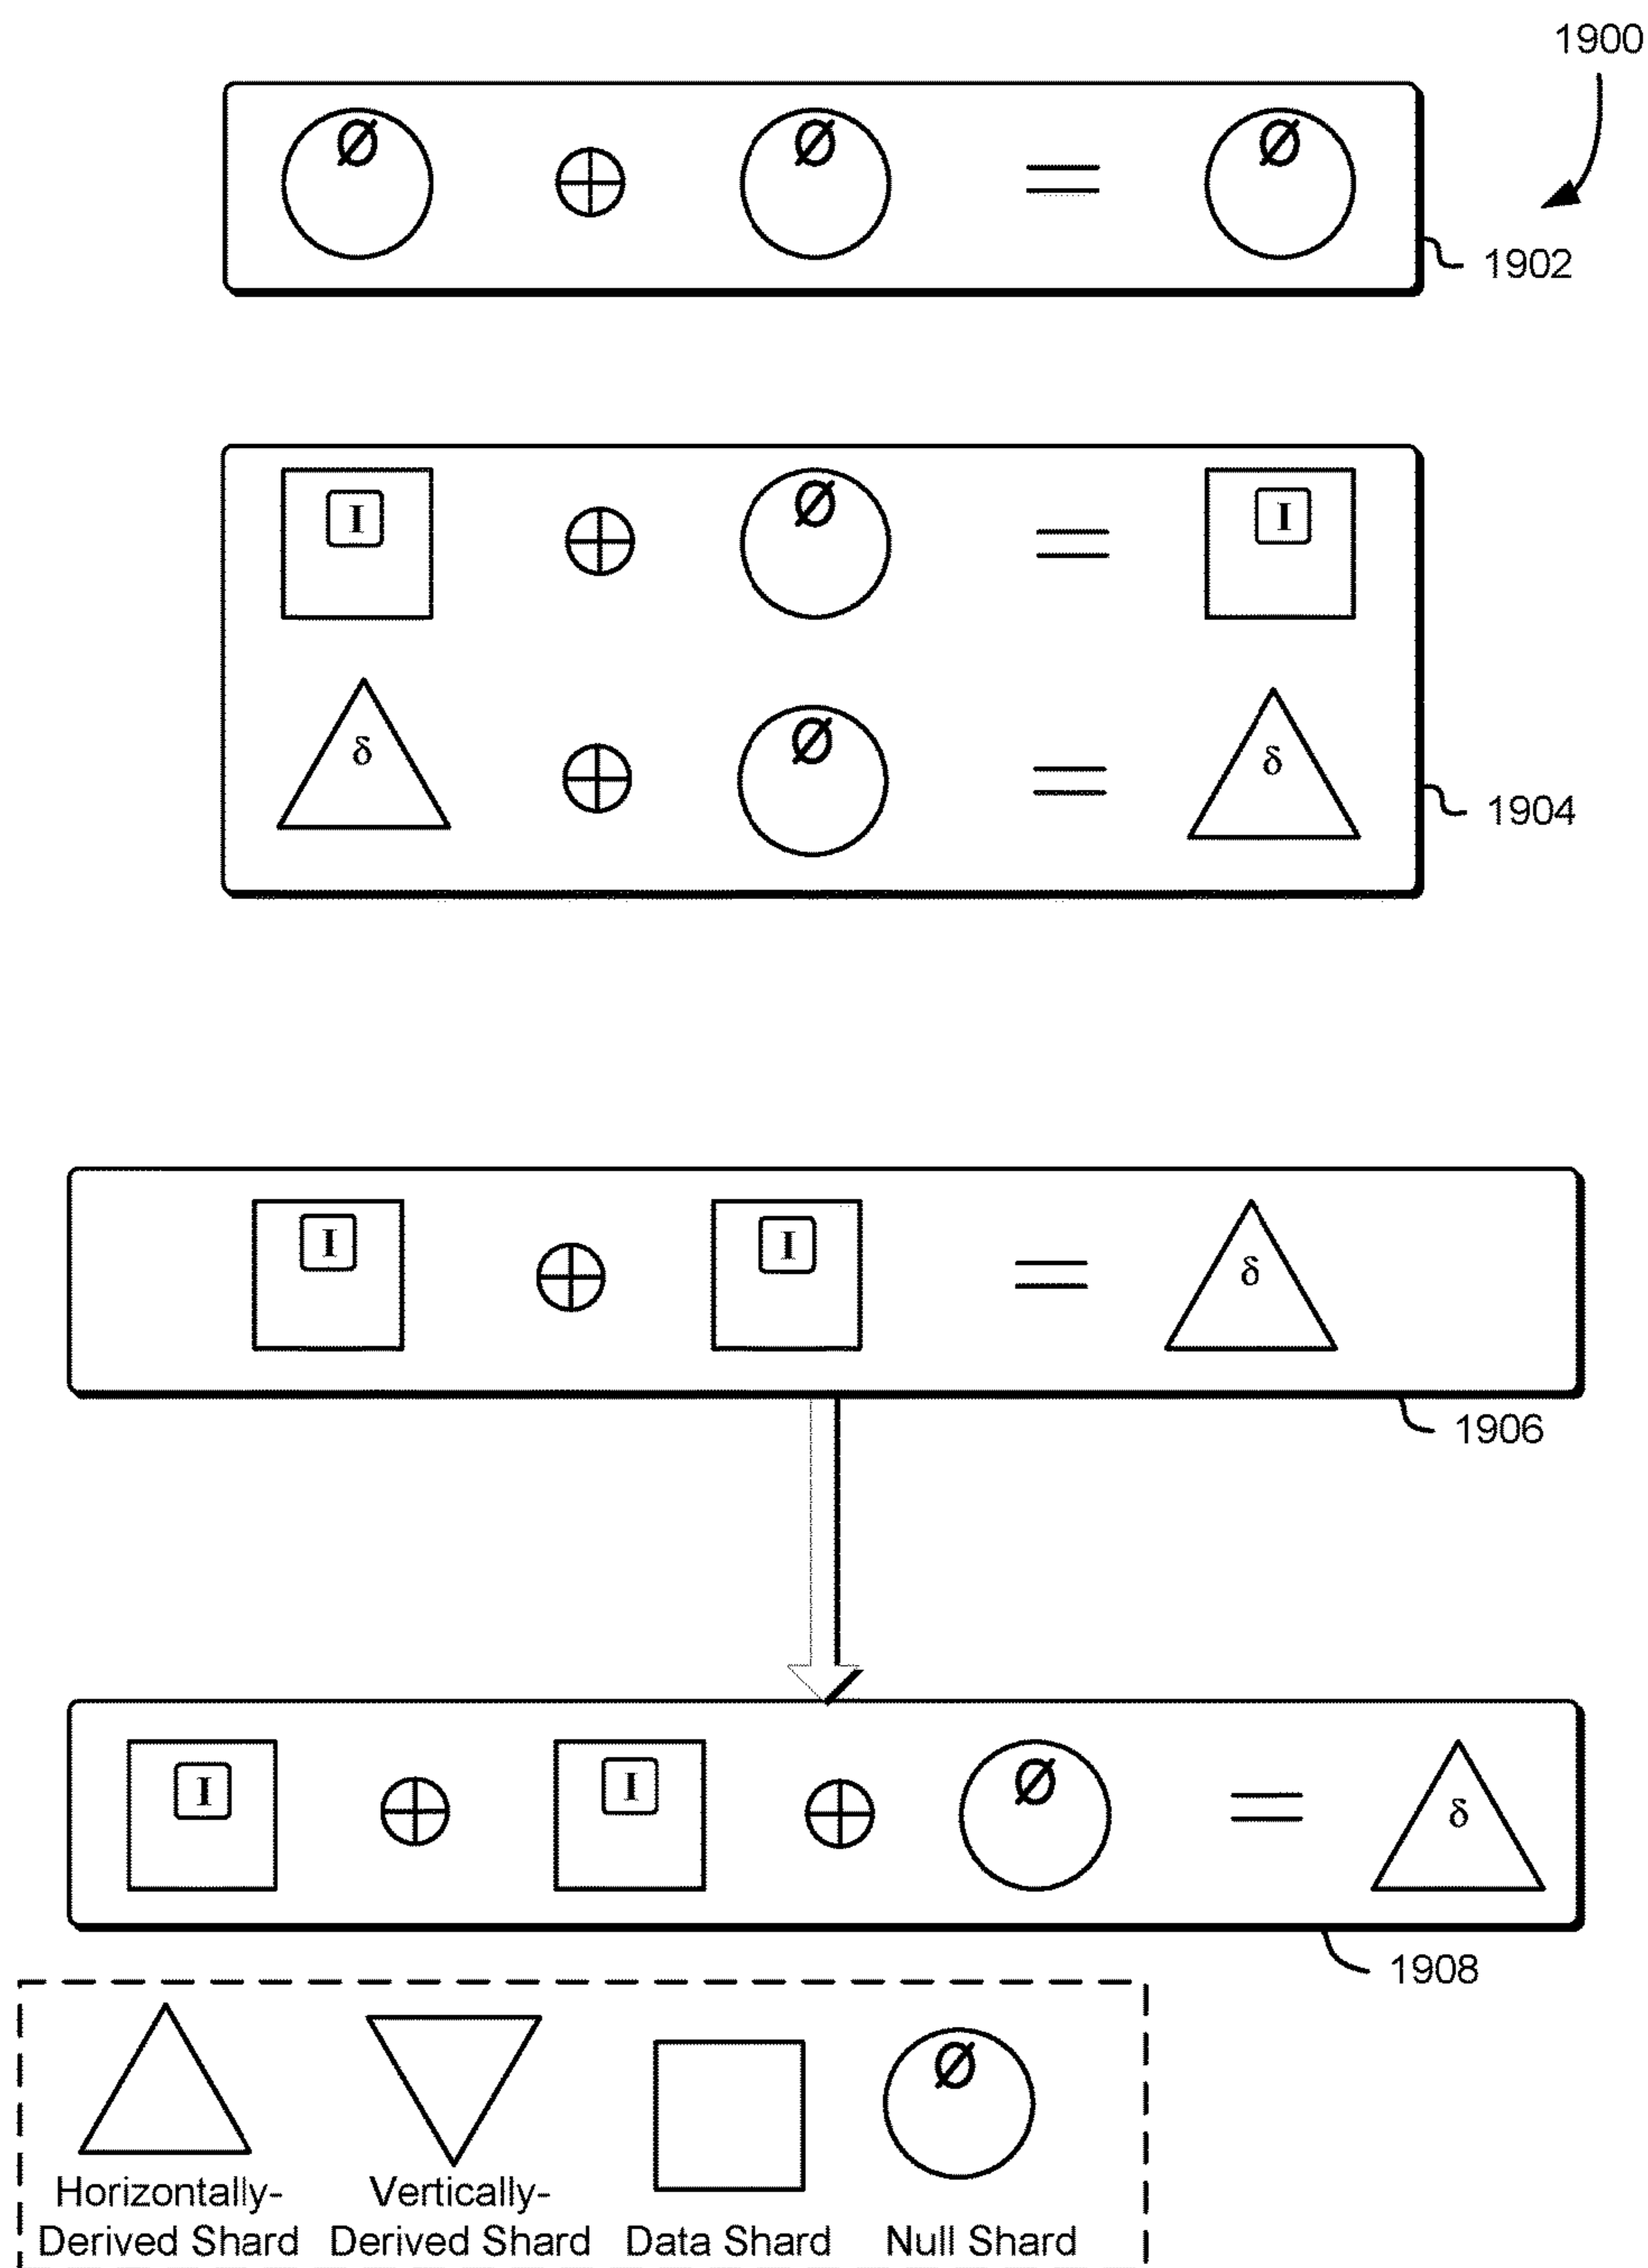 1900
Ø ⊕ Ø = Ø
1902
I ⊕ Ø = I
δ ⊕ Ø = δ
1904
I ⊕ I = δ
1906
I ⊕ I ⊕ Ø = δ
1908
Ø
Horizontally- Vertically-
Derived Shard Derived Shard Data Shard Null Shard